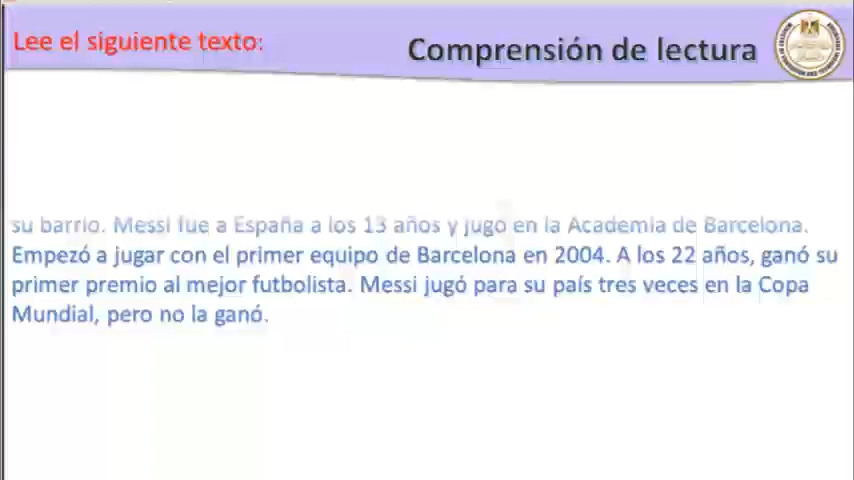 Lee el siguiente texto:
Comprensión de lectura
su barrio. Messi fue a España a los 13 años y jugó en la Academia de Barcelona.
Empezó a jugar con el primer equipo de Barcelona en 2004. A los 22 años, ganó su
primer premio al mejor futbolista. Messi jugó para su país tres veces en la Copa
Mundial, pero no la ganó.